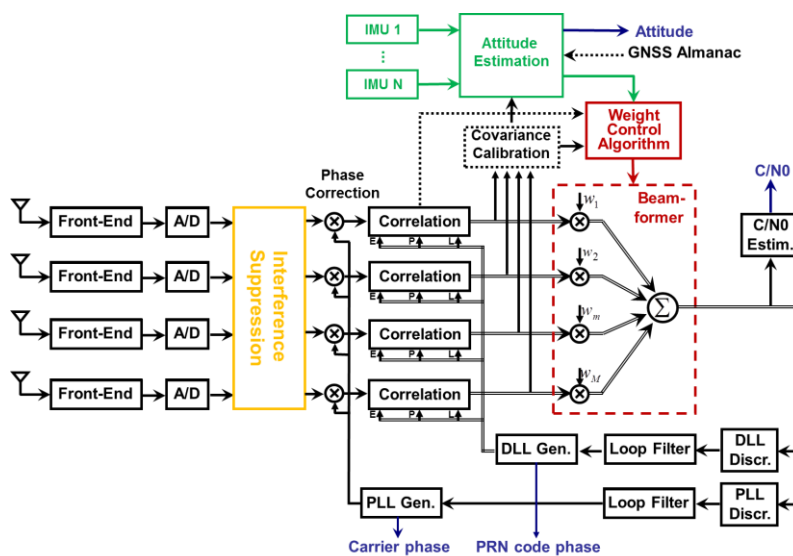 IMU 1
⋮
IMU N
Attitude
Estimation
Attitude
GNSS Almanac
Weight
Control
Algorithm
Covariance
Calibration
Phase
Correction
C/N0
C/N0
Estim.
Beam-
former
Front-End
A/D
Front-End
A/D
Front-End
A/D
Front-End
A/D
Interference
Suppression
Correlation
E P L
Correlation
E P L
Correlation
E P L
Correlation
E P L
w₁
w₂
wₘ
w_M
Σ
DLL Gen.
Loop Filter
DLL
Discr.
PLL Gen.
Loop Filter
PLL
Discr.
Carrier phase
PRN code phase